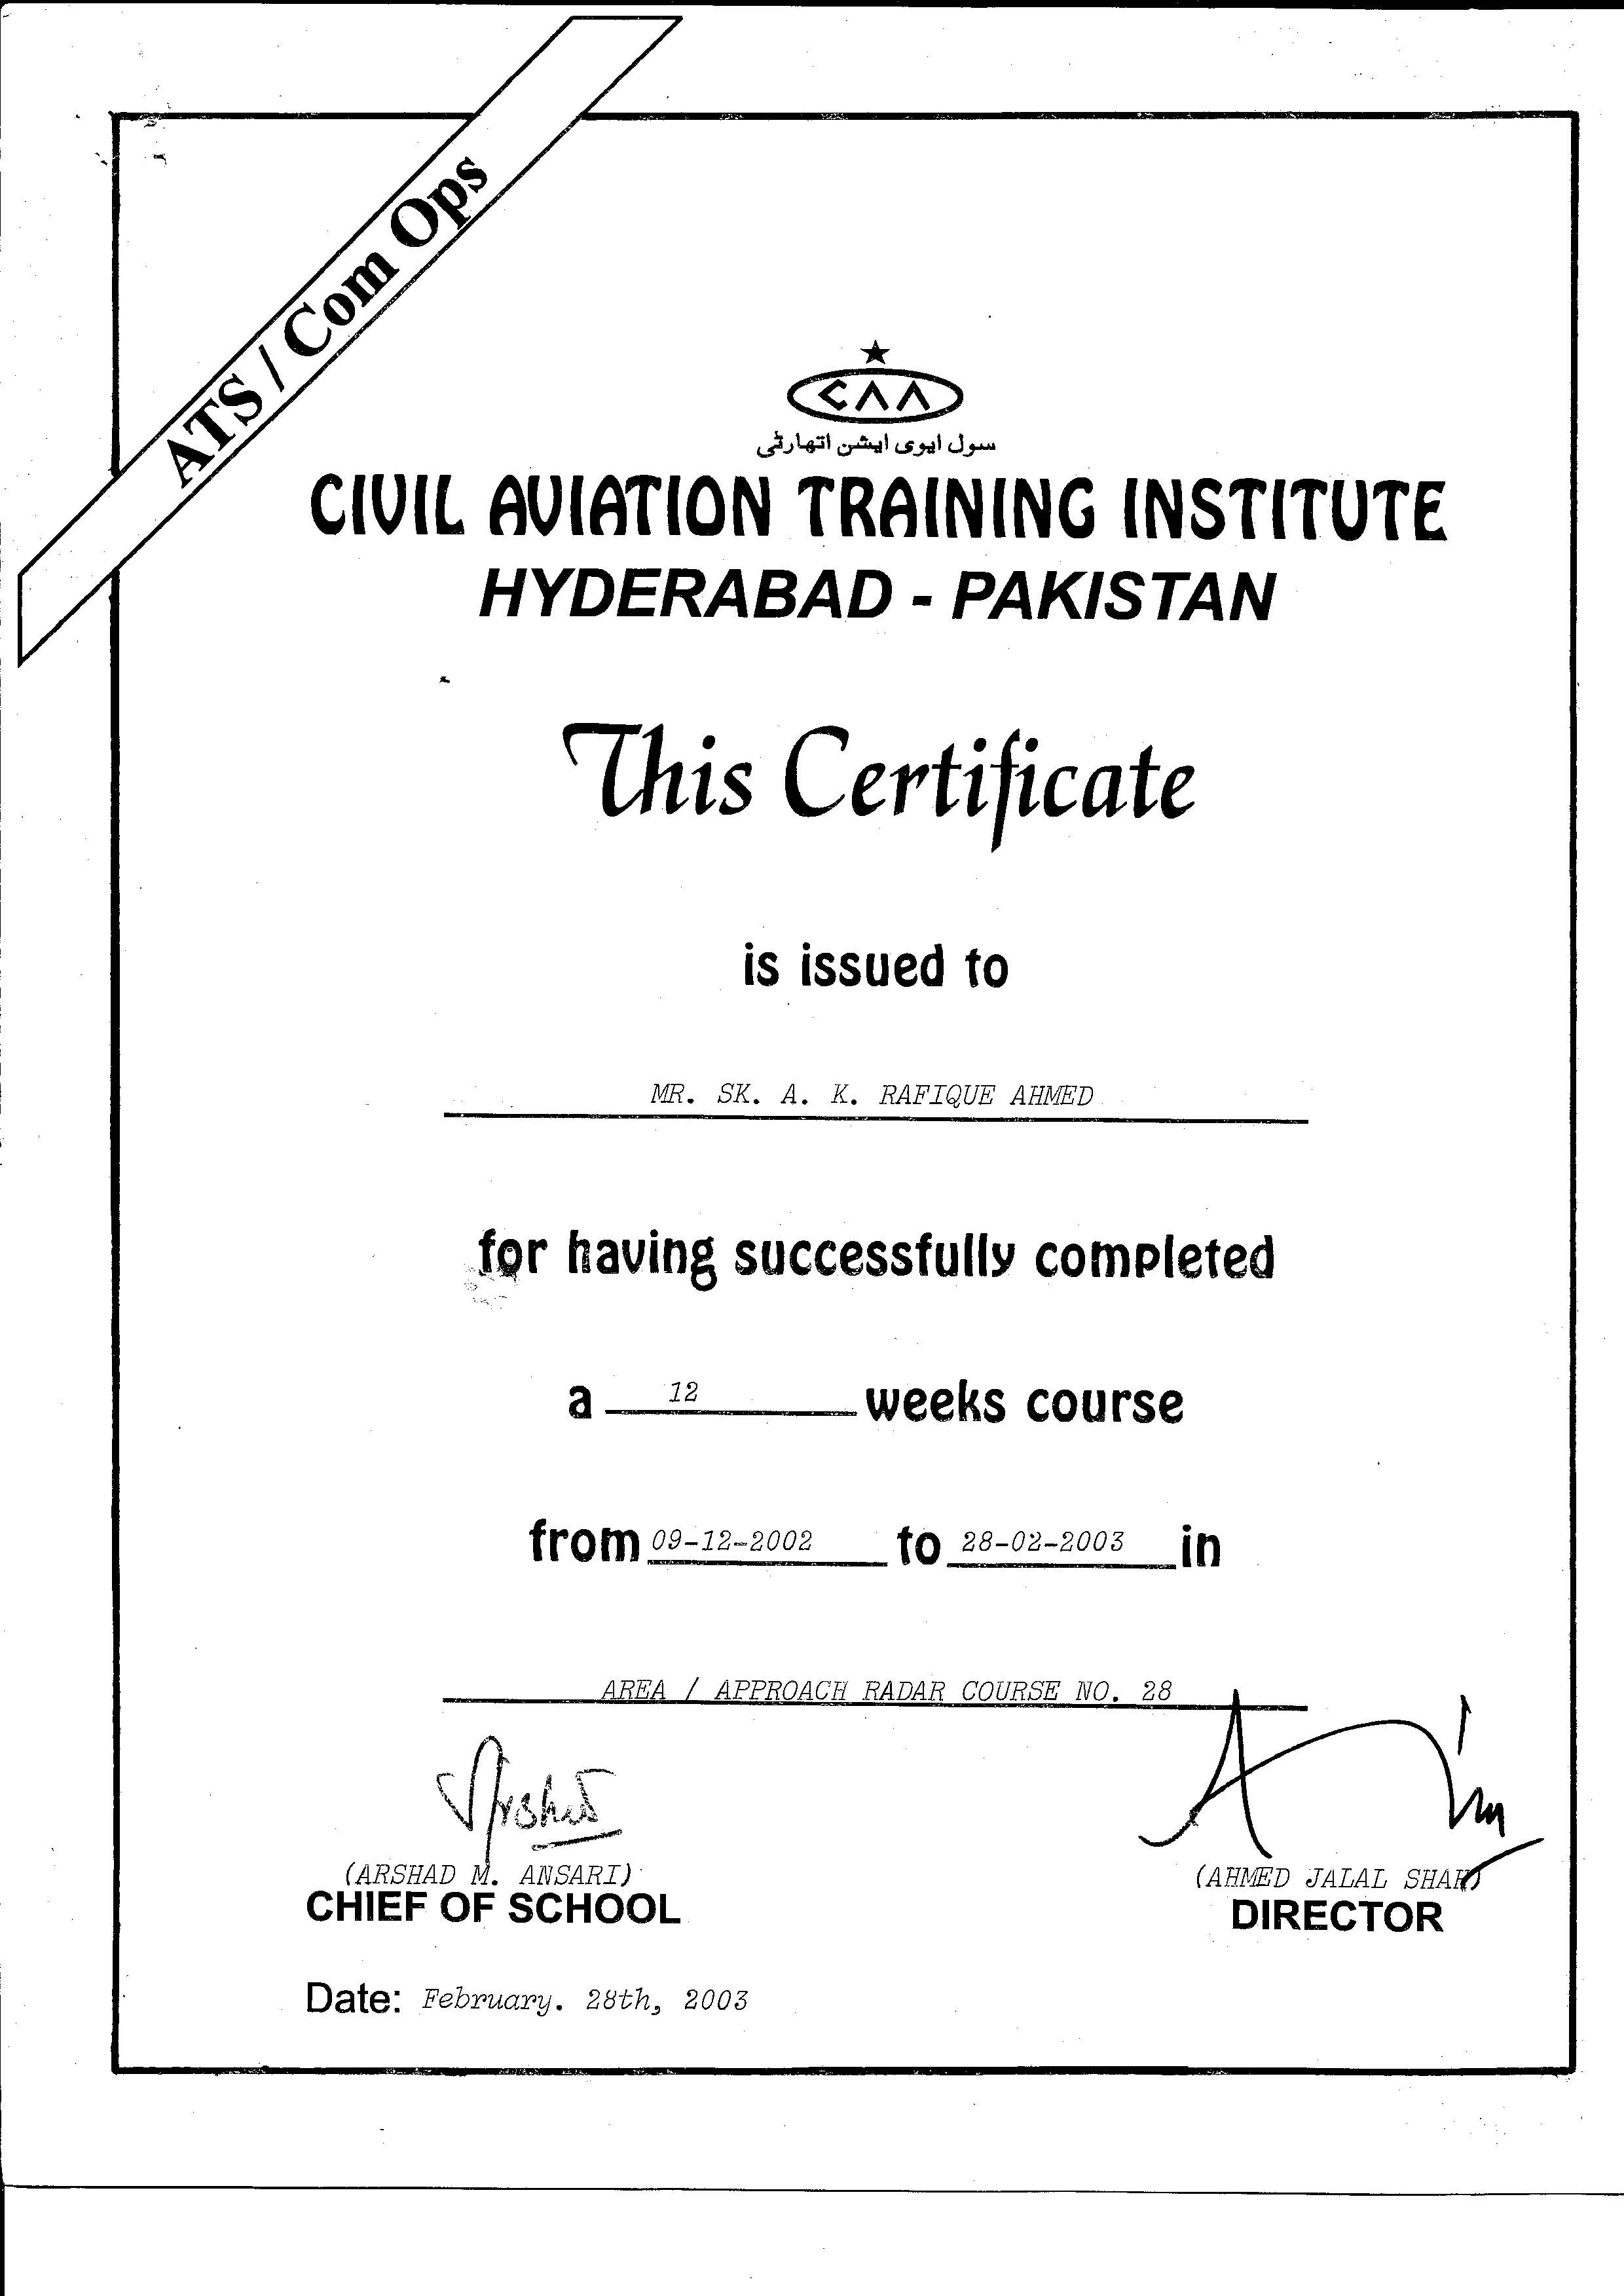 ATS / Com Ops
CAA
سول ایوی ایشن اتھارٹی
CIVIL AVIATION TRAINING INSTITUTE
HYDERABAD - PAKISTAN
This Certificate
is issued to
MR. SK. A. K. RAFIQUE AHMED
for having successfully completed
a 12 weeks course
from 09-12-2002 to 28-02-2003 in
AREA / APPROACH RADAR COURSE NO. 28
Arshad
(ARSHAD M. ANSARI) (AHMED JALAL SHAH)
CHIEF OF SCHOOL DIRECTOR
Date: February. 28th, 2003